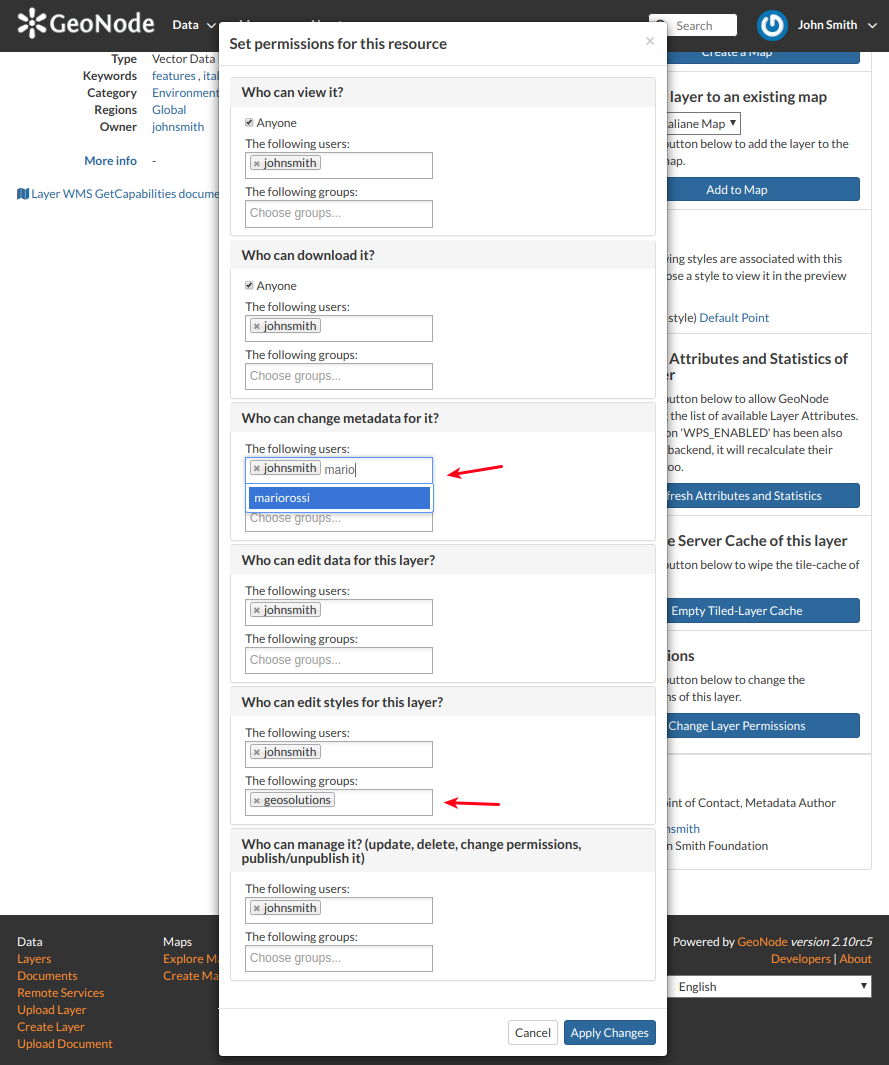 GeoNode
Data
Search
John Smith
Type Vector Data
Keywords features , ital
Category Environment
Regions Global
Owner johnsmith
More info -
Layer WMS GetCapabilities docume
Set permissions for this resource
×
Who can view it?
Anyone
The following users:
× johnsmith
The following groups:
Choose groups...
Who can download it?
Anyone
The following users:
× johnsmith
The following groups:
Choose groups...
Who can change metadata for it?
The following users:
× johnsmith mario
mariorossi
Choose groups...
Who can edit data for this layer?
The following users:
× johnsmith
The following groups:
Choose groups...
Who can edit styles for this layer?
The following users:
× johnsmith
The following groups:
× geosolutions
Who can manage it? (update, delete, change permissions,
publish/unpublish it)
The following users:
× johnsmith
The following groups:
Choose groups...
Cancel
Apply Changes
Create a Map
layer to an existing map
aliane Map
button below to add the layer to the
map.
Add to Map
ving styles are associated with this
ose a style to view it in the preview
style) Default Point
Attributes and Statistics of
er
button below to allow GeoNode
the list of available Layer Attributes.
on 'WPS_ENABLED' has been also
backend, it will recalculate their
too.
fresh Attributes and Statistics
e Server Cache of this layer
button below to wipe the tile-cache of
Empty Tiled-Layer Cache
ions
button below to change the
ns of this layer.
Change Layer Permissions
oint of Contact, Metadata Author
nsmith
n Smith Foundation
Data
Layers
Documents
Remote Services
Upload Layer
Create Layer
Upload Document
Maps
Explore Ma
Create Ma
Powered by GeoNode version 2.10rc5
Developers | About
English